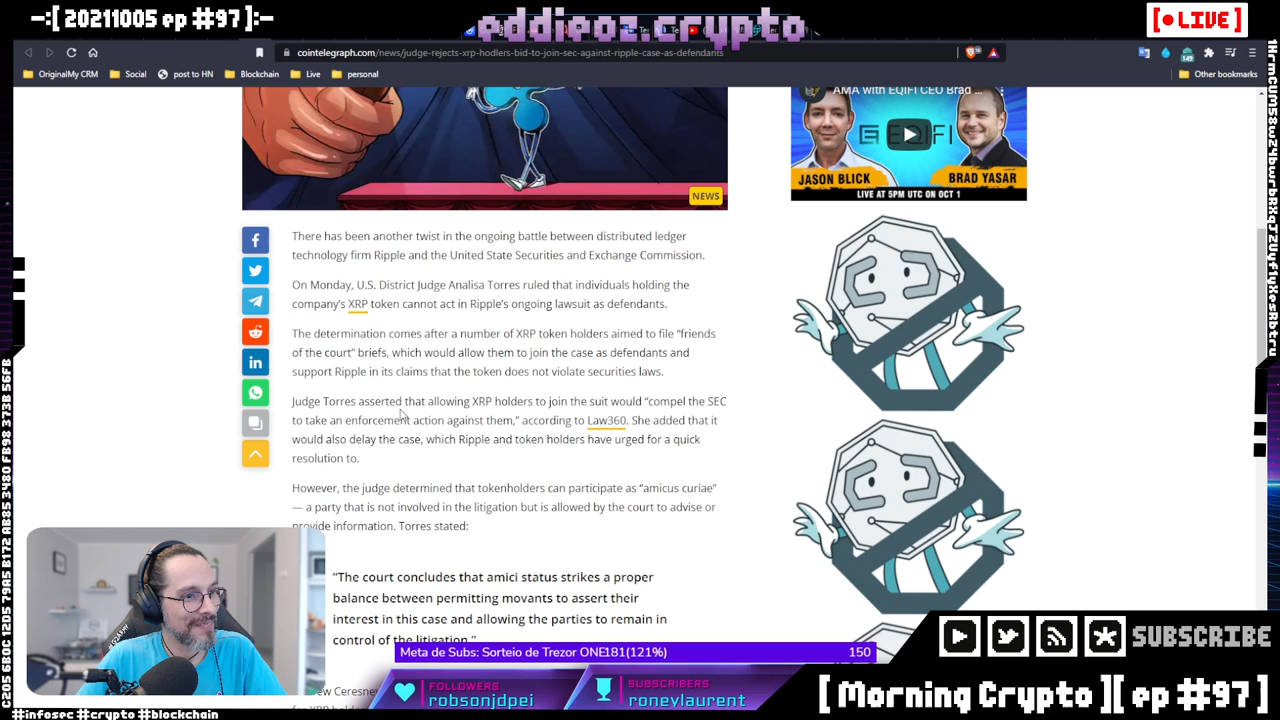 -:[ 20211005 ep #97 ]:-
eddieoz crypto
[● LIVE]
cointelegraph.com/news/judge-rejects-xrp-hodlers-bid-to-join-sec-against-ripple-case-as-defendants
OriginalMy CRM
Social
post to HN
Blockchain
Live
personal
149
Other bookmarks
AMA with EQIFI CEO Brad ...
EQIFI
JASON BLICK
BRAD YASAR
LIVE AT 5PM UTC ON OCT 1
NEWS
There has been another twist in the ongoing battle between distributed ledger
technology firm Ripple and the United State Securities and Exchange Commission.
On Monday, U.S. District Judge Analisa Torres ruled that individuals holding the
company's XRP token cannot act in Ripple's ongoing lawsuit as defendants.
The determination comes after a number of XRP token holders aimed to file "friends
of the court" briefs, which would allow them to join the case as defendants and
support Ripple in its claims that the token does not violate securities laws.
Judge Torres asserted that allowing XRP holders to join the suit would "compel the SEC
to take an enforcement action against them," according to Law360. She added that it
would also delay the case, which Ripple and token holders have urged for a quick
resolution to.
However, the judge determined that tokenholders can participate as "amicus curiae"
— a party that is not involved in the litigation but is allowed by the court to advise or
provide information. Torres stated:
"The court concludes that amici status strikes a proper
balance between permitting movants to assert their
interest in this case and allowing the parties to remain in
control of the litigation."
Meta de Subs: Sorteio de Trezor ONE181(121%)
150
FOLLOWERS
robsonjdpei
SUBSCRIBERS
roneylaurent
SUBSCRIBE
[ Morning Crypto ][ ep #97 ]
#infosec #crypto #blockchain